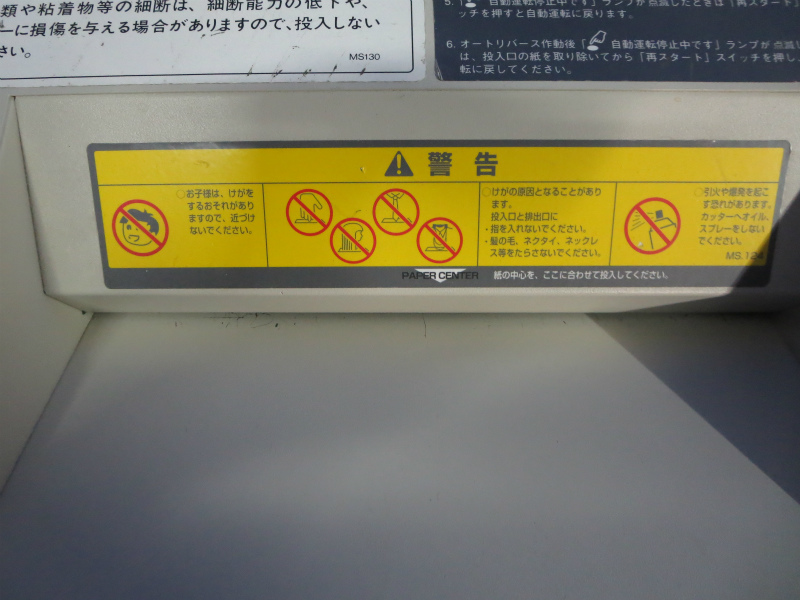 類や粘着物等の細断は、細断能力の低下や、
ーに損傷を与える場合がありますので、投入しない
さい。
MS130
5.「 自動運転停止中です」ランプが点滅したときは「再スタート」
ッチを押すと自動運転に戻ります。
6. オートリバース作動後「 自動運転停止中です」ランプが点滅し
は、投入口の紙を取り除いてから「再スタート」スイッチを押し、
転に戻してください。
警告
○お子様は、けがを
するおそれがあり
ますので、近づけ
ないでください。
○けがの原因となることがあり
ます。
投入口と排出口に
・指を入れないでください。
・髪の毛、ネクタイ、ネックレ
ス等をたらさないでください。
○引火や爆発を起こ
す恐れがあります。
カッターへオイル、
スプレーをしない
でください。
MS.124
PAPER CENTER 紙の中心を、ここに合わせて投入してください。